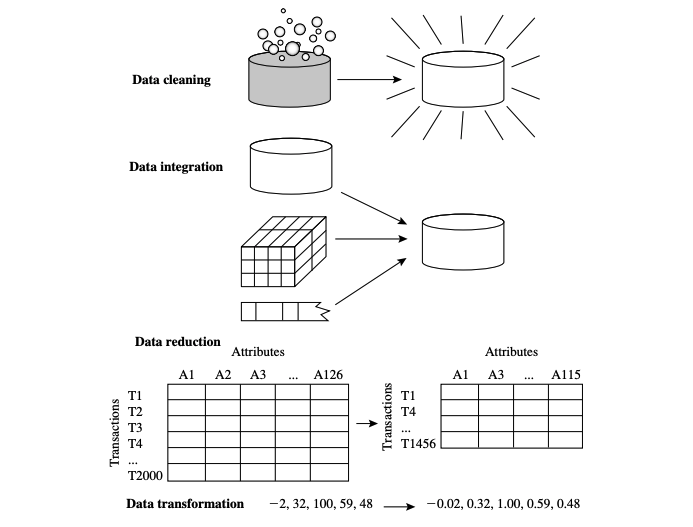 Data cleaning
Data integration
Data reduction
Attributes
A1 A2 A3 ... A126
Transactions
T1
T2
T3
T4
...
T2000
Attributes
A1 A3 ... A115
Transactions
T1
T4
...
T1456
Data transformation −2, 32, 100, 59, 48 −0.02, 0.32, 1.00, 0.59, 0.48